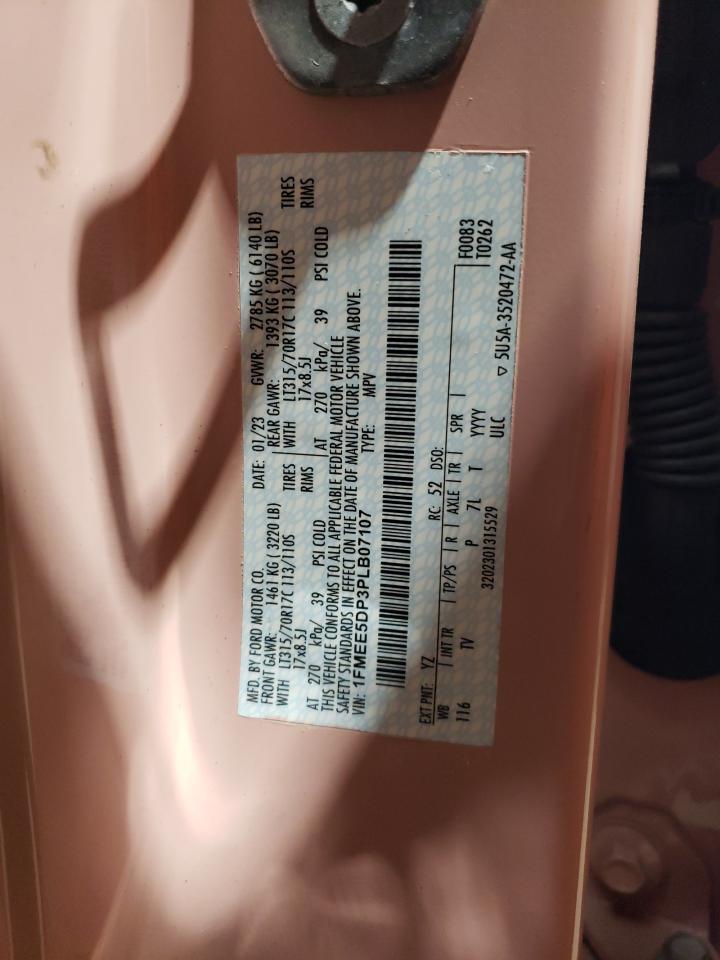 MFD. BY FORD MOTOR CO. DATE: 01/23 GVWR: 2785 KG ( 6140 LB)
FRONT GAWR: 1461 KG ( 3220 LB) REAR GAWR: 1393 KG ( 3070 LB)
WITH LT315/70R17C 113/110S TIRES WITH LT315/70R17C 113/110S TIRES
17x8.5J RIMS 17x8.5J RIMS
AT 270 kPa/ 39 PSI COLD AT 270 kPa/ 39 PSI COLD
THIS VEHICLE CONFORMS TO ALL APPLICABLE FEDERAL MOTOR VEHICLE
SAFETY STANDARDS IN EFFECT ON THE DATE OF MANUFACTURE SHOWN ABOVE.
VIN: 1FMEE5DP3PLB07107 TYPE: MPV
EXT PNT: YZ RC: 52 DSO:
WB INT TR TP/PS R AXLE TR SPR F0083
116 TV P 7L T YYYY T0262
3202301315529 ULC ▽ 5U5A-3520472-AA